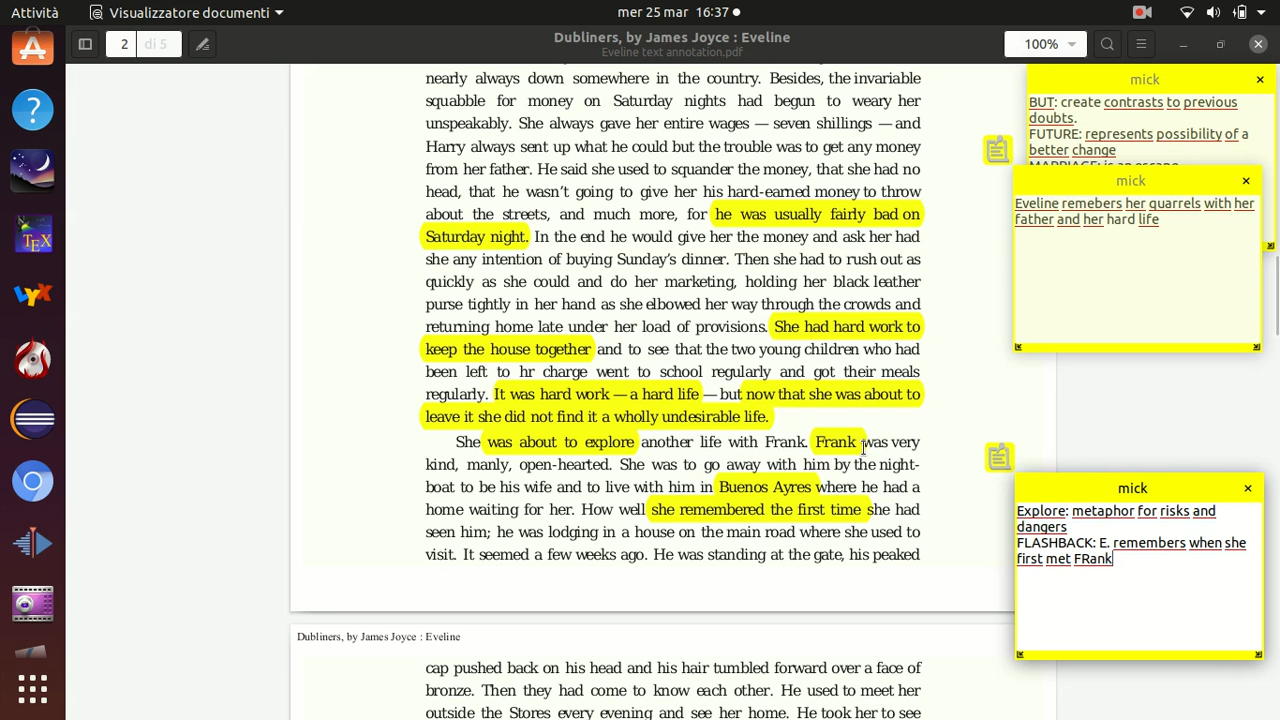 Attività
Visualizzatore documenti
mer 25 mar 16:37
2
di 5
Dubliners, by James Joyce : Eveline
Eveline text annotation.pdf
100%
nearly always down somewhere in the country. Besides, the invariable
squabble for money on Saturday nights had begun to weary her
unspeakably. She always gave her entire wages — seven shillings — and
Harry always sent up what he could but the trouble was to get any money
from her father. He said she used to squander the money, that she had no
head, that he wasn't going to give her his hard-earned money to throw
about the streets, and much more, for he was usually fairly bad on
Saturday night. In the end he would give her the money and ask her had
she any intention of buying Sunday's dinner. Then she had to rush out as
quickly as she could and do her marketing, holding her black leather
purse tightly in her hand as she elbowed her way through the crowds and
returning home late under her load of provisions. She had hard work to
keep the house together and to see that the two young children who had
been left to hr charge went to school regularly and got their meals
regularly. It was hard work — a hard life — but now that she was about to
leave it she did not find it a wholly undesirable life.
She was about to explore another life with Frank. Frank was very
kind, manly, open-hearted. She was to go away with him by the night-
boat to be his wife and to live with him in Buenos Ayres where he had a
home waiting for her. How well she remembered the first time she had
seen him; he was lodging in a house on the main road where she used to
visit. It seemed a few weeks ago. He was standing at the gate, his peaked
Dubliners, by James Joyce : Eveline
cap pushed back on his head and his hair tumbled forward over a face of
bronze. Then they had come to know each other. He used to meet her
outside the Stores every evening and see her home. He took her to see
mick
BUT: create contrasts to previous
doubts.
FUTURE: represents possibility of a
better change
MARRIAGE: is an escape
mick
Eveline remebers her quarrels with her
father and her hard life
mick
Explore: metaphor for risks and
dangers
FLASHBACK: E. remembers when she
first met FRank
TEX
LYX